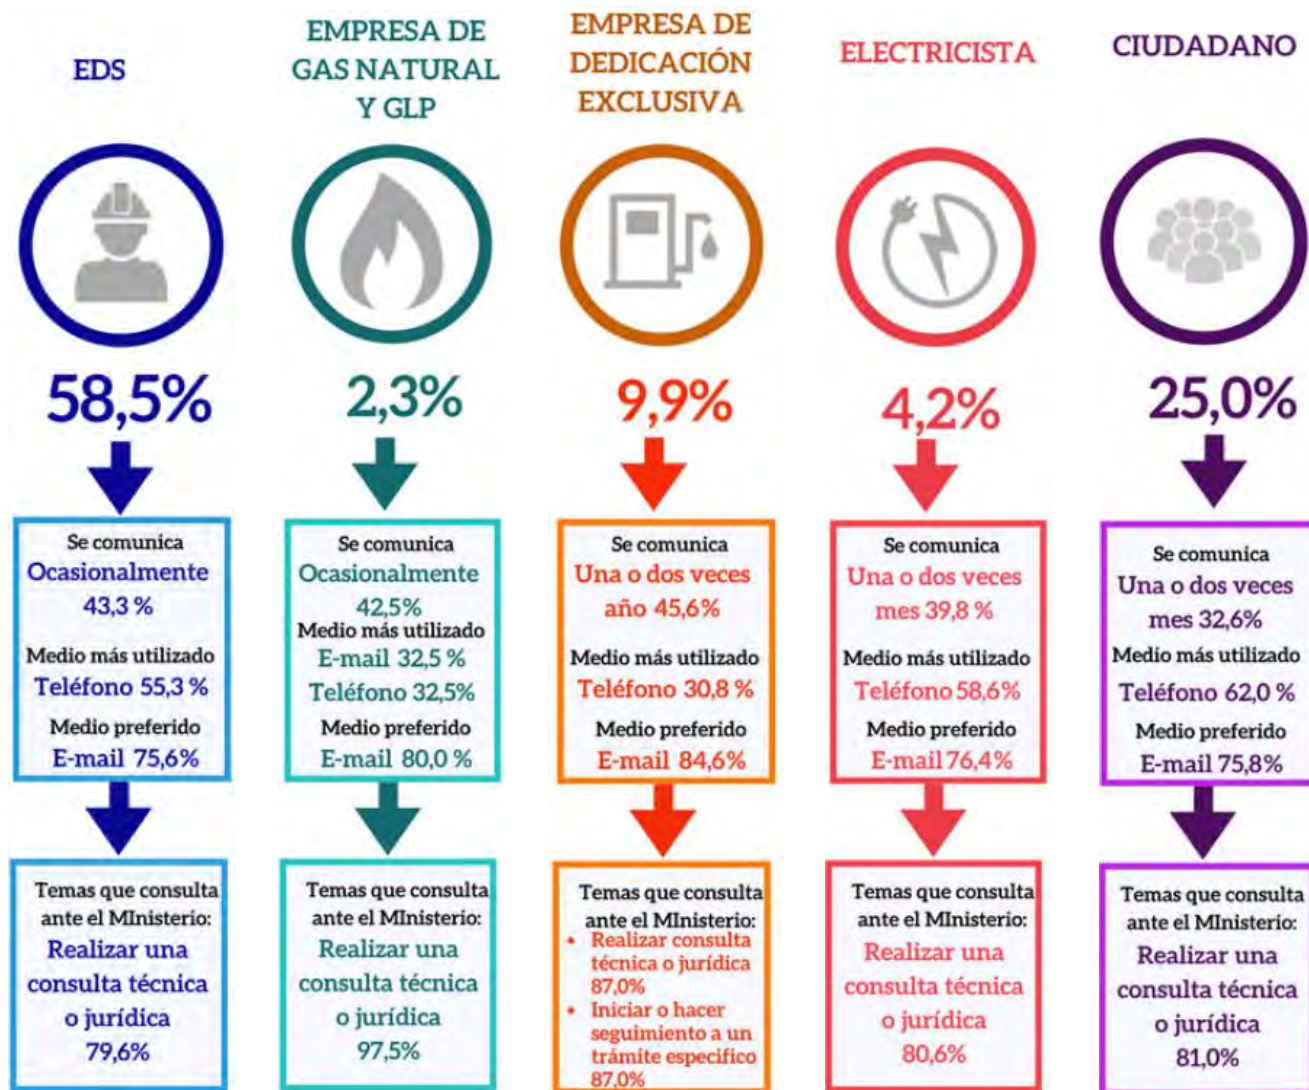 EDS
58,5%
Se comunica
Ocasionalmente
43,3 %
Medio más utilizado
Teléfono 55,3 %
Medio preferido
E-mail 75,6%
Temas que consulta
ante el MInisterio:
Realizar una
consulta técnica
o jurídica
79,6%
EMPRESA DE
GAS NATURAL
Y GLP
2,3%
Se comunica
Ocasionalmente
42,5%
Medio más utilizado
E-mail 32,5 %
Teléfono 32,5%
Medio preferido
E-mail 80,0 %
Temas que consulta
ante el MInisterio:
Realizar una
consulta técnica
o jurídica
97,5%
EMPRESA DE
DEDICACIÓN
EXCLUSIVA
9,9%
Se comunica
Una o dos veces
año 45,6%
Medio más utilizado
Teléfono 30,8 %
Medio preferido
E-mail 84,6%
Temas que consulta
ante el MInisterio:
• Realizar consulta
técnica o jurídica
87,0%
• Iniciar o hacer
seguimiento a un
trámite especifico
87,0%
ELECTRICISTA
4,2%
Se comunica
Una o dos veces
mes 39,8 %
Medio más utilizado
Teléfono 58,6%
Medio preferido
E-mail 76,4%
Temas que consulta
ante el MInisterio:
Realizar una
consulta técnica
o jurídica
80,6%
CIUDADANO
25,0%
Se comunica
Una o dos veces
mes 32,6%
Medio más utilizado
Teléfono 62,0 %
Medio preferido
E-mail 75,8%
Temas que consulta
ante el MInisterio:
Realizar una
consulta técnica
o jurídica
81,0%